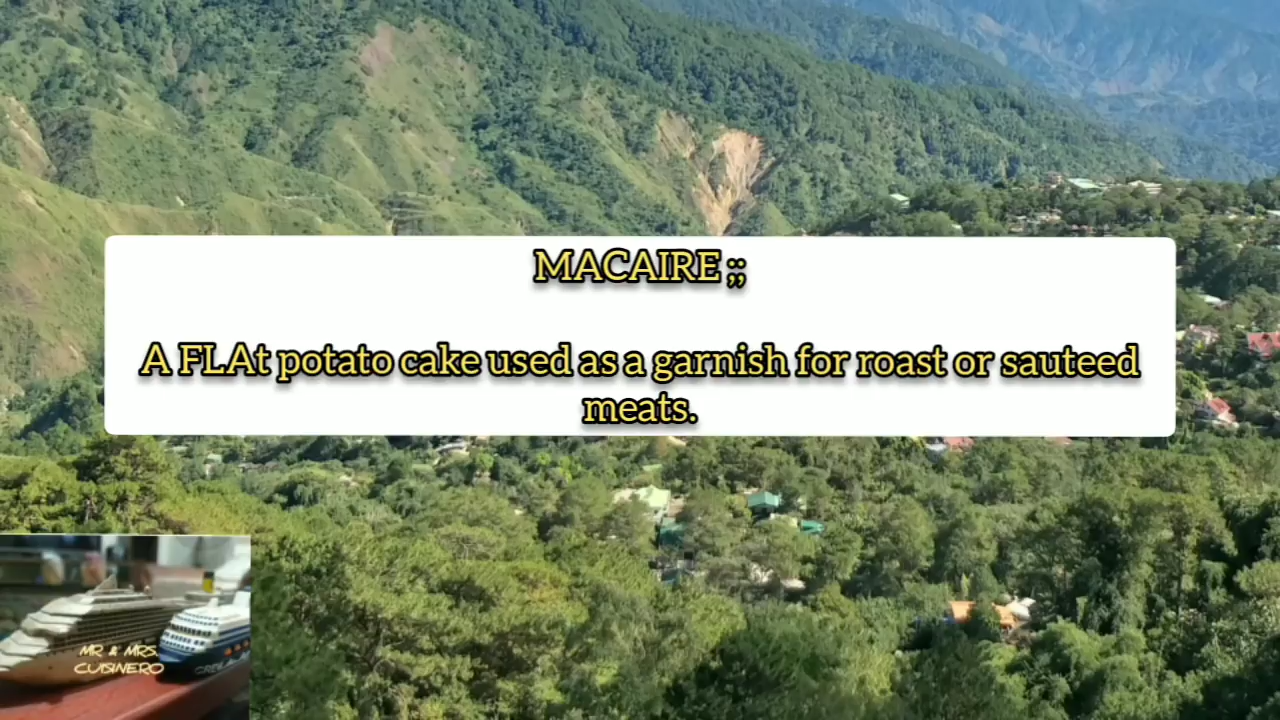 MACAIRE ;;
A FLAt potato cake used as a garnish for roast or sauteed
meats.
MR & MRS.
CUISINERO